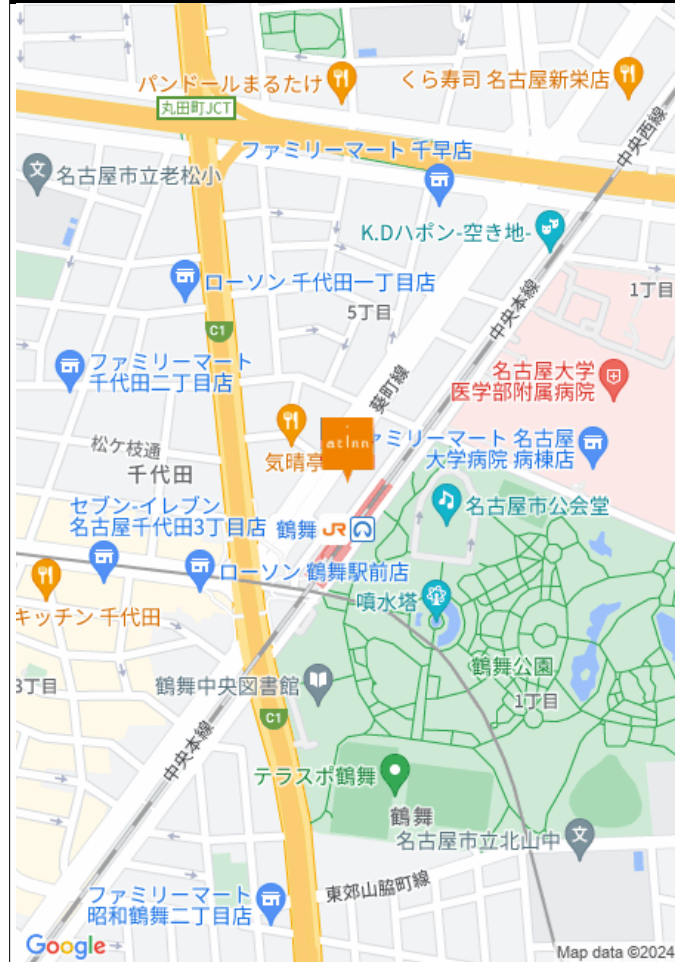 パンドールまるたけ
くら寿司 名古屋新栄店
丸田町JCT
中央西線
ファミリーマート 千早店
名古屋市立老松小
K.Dハポン-空き地-
ローソン 千代田一丁目店
1丁目
5丁目
中央本線
C1
ファミリーマート
千代田二丁目店
葵町線
名古屋大学
医学部附属病院
atinn
気晴亭
ァミリーマート 名古屋
大学病院 病棟店
松ケ枝通
千代田
セブン-イレブン
名古屋千代田3丁目店
鶴舞 JR
名古屋市公会堂
ローソン 鶴舞駅前店
噴水塔
キッチン 千代田
鶴舞公園
1丁目
3丁目
鶴舞中央図書館
C1
中央本線
テラスポ鶴舞
鶴舞
名古屋市立北山中
東郊山脇町線
ファミリーマート
昭和鶴舞二丁目店
Google
Map data ©2024